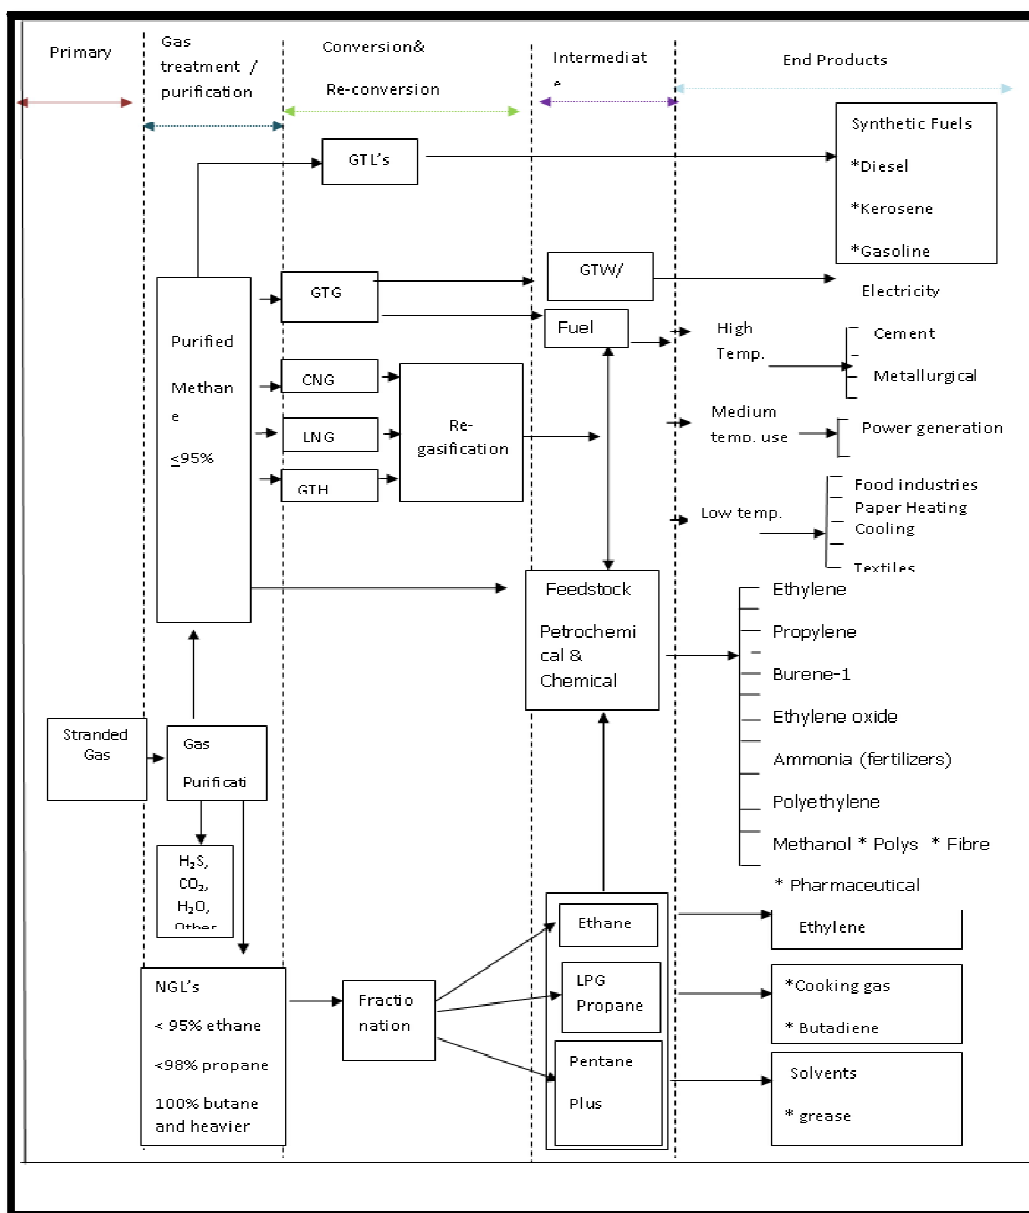 Primary
Gas
treatment /
purification
Conversion&
Re-conversion
Intermediat
e
End Products
GTL's
Synthetic Fuels
*Diesel
*Kerosene
*Gasoline
GTG
GTW/
Electricity
Purified
Methan
e
≤95%
Fuel
High
Temp.
Cement
Metallurgical
CNG
LNG
GTH
Re-
gasification
Medium
temp. use
Power generation
Low temp.
Food industries
Paper Heating
Cooling
Textiles
Feedstock
Petrochemi
cal &
Chemical
Ethylene
Propylene
Burene-1
Ethylene oxide
Ammonia (fertilizers)
Polyethylene
Methanol * Polys * Fibre
* Pharmaceutical
Stranded
Gas
Gas
Purificati
H₂S,
CO₂,
H₂O,
Other
Ethane
Ethylene
NGL's
< 95% ethane
<98% propane
100% butane
and heavier
Fractio
nation
LPG
Propane
*Cooking gas
* Butadiene
Pentane
Plus
Solvents
* grease